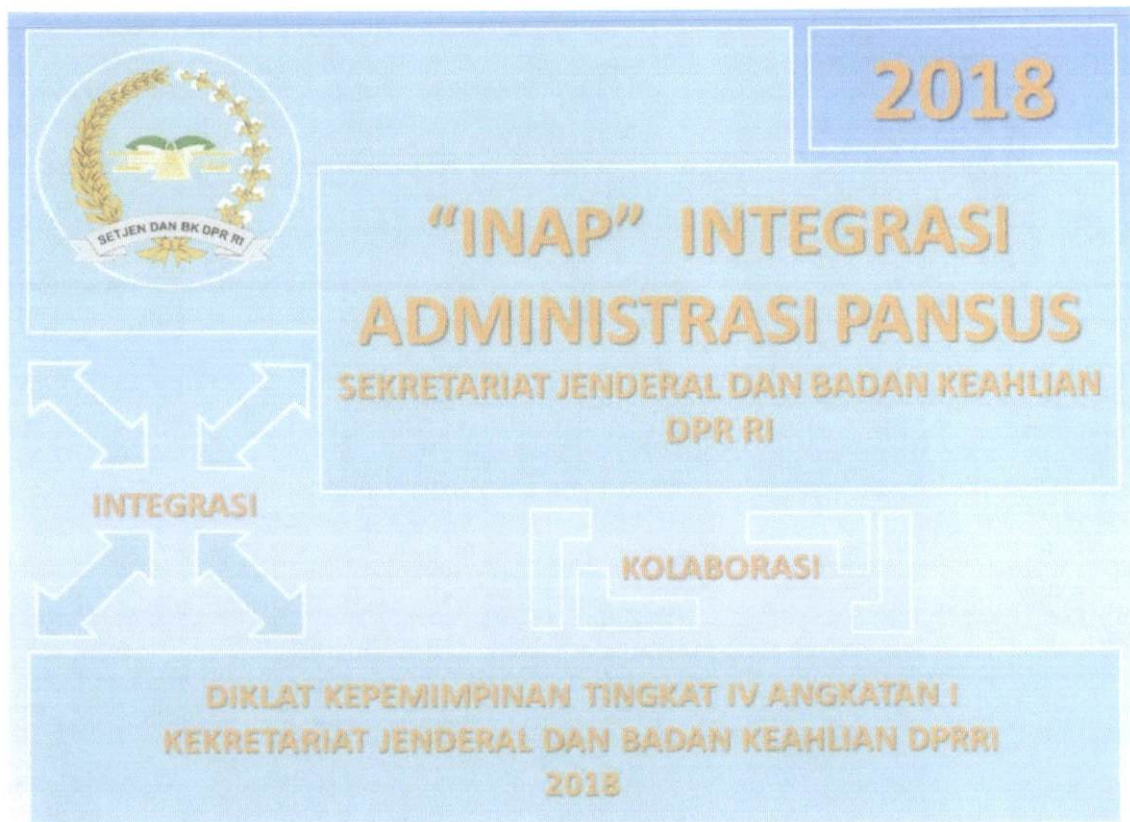 2018
SETJEN DAN BK DPR RI
“INAP” INTEGRASI
ADMINISTRASI PANSUS
SEKRETARIAT JENDERAL DAN BADAN KEAHLIAN
DPR RI
INTEGRASI
KOLABORASI
DIKLAT KEPEMIMPINAN TINGKAT IV ANGKATAN I
KEKRETARIAT JENDERAL DAN BADAN KEAHLIAN DPRRI
2018